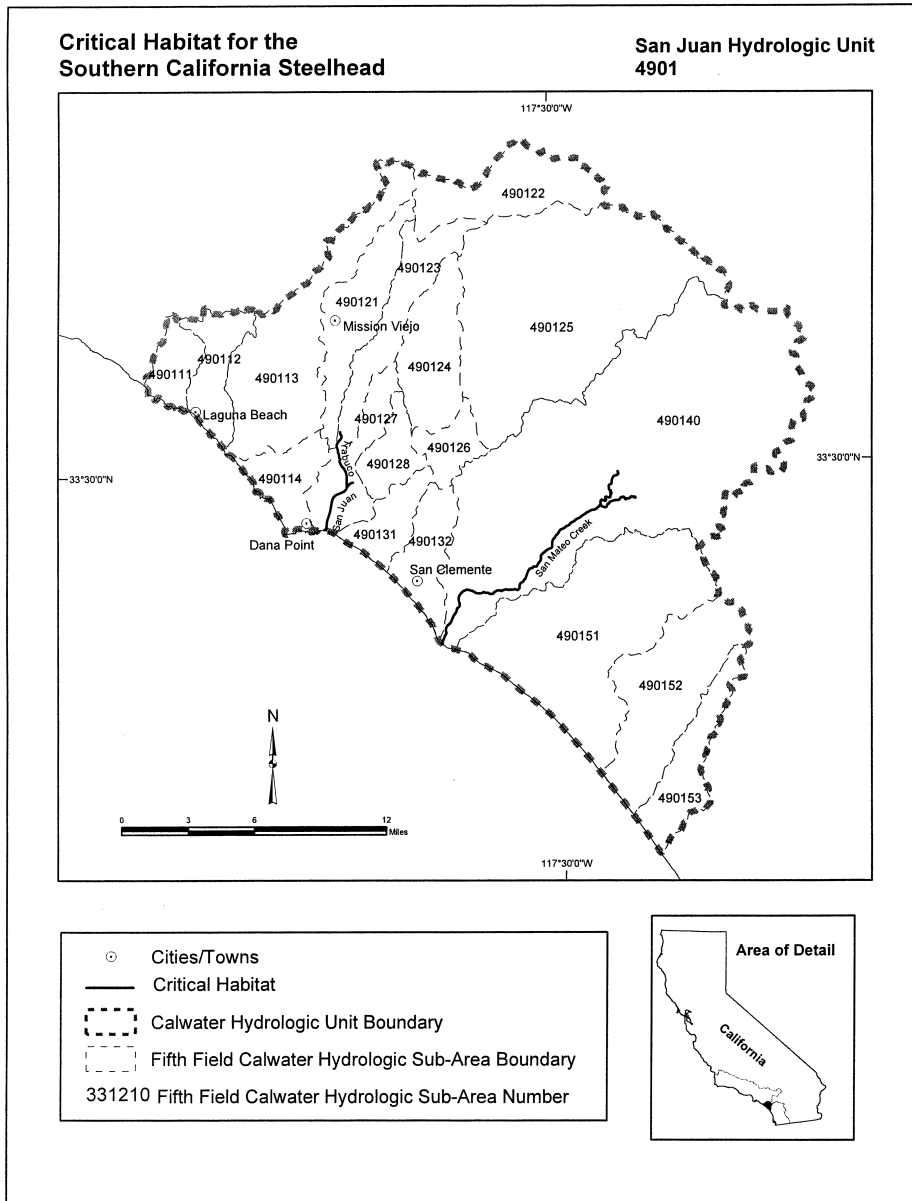 Critical Habitat for the
Southern California Steelhead
San Juan Hydrologic Unit
4901
117°30'0"W
490122
490123
490121
Mission Viejo
490125
490112
490111
490113
490124
Laguna Beach
490127
490140
490126
Trabuco
490128
33°30'0"N
33°30'0"N
490114
San Juan
490131
490132
Dana Point
San Mateo Creek
San Clemente
490151
490152
490153
N
0 3 6 12
Miles
117°30'0"W
Cities/Towns
Critical Habitat
Calwater Hydrologic Unit Boundary
Fifth Field Calwater Hydrologic Sub-Area Boundary
331210 Fifth Field Calwater Hydrologic Sub-Area Number
Area of Detail
California